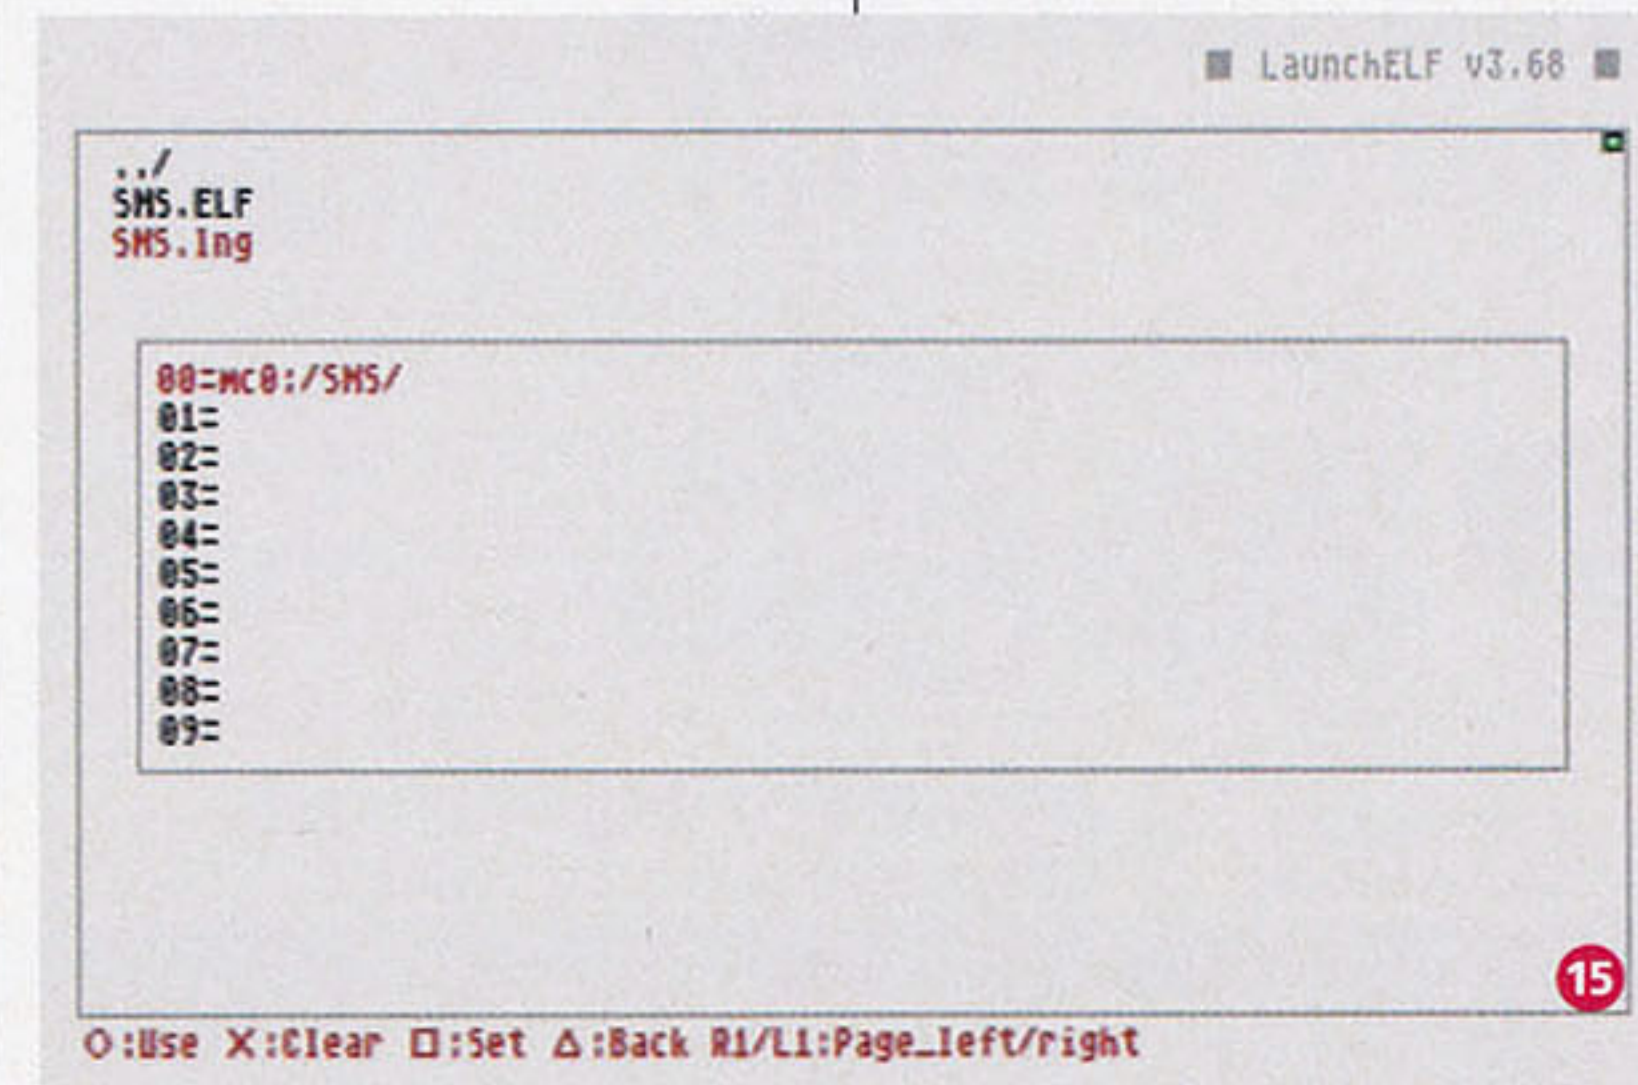 ■ LaunchELF v3.68 ■
../
SMS.ELF
SMS.lng
00=mc0:/SMS/
01=
02=
03=
04=
05=
06=
07=
08=
09=
15
○:Use X:Clear □:Set △:Back R1/L1:Page_left/right